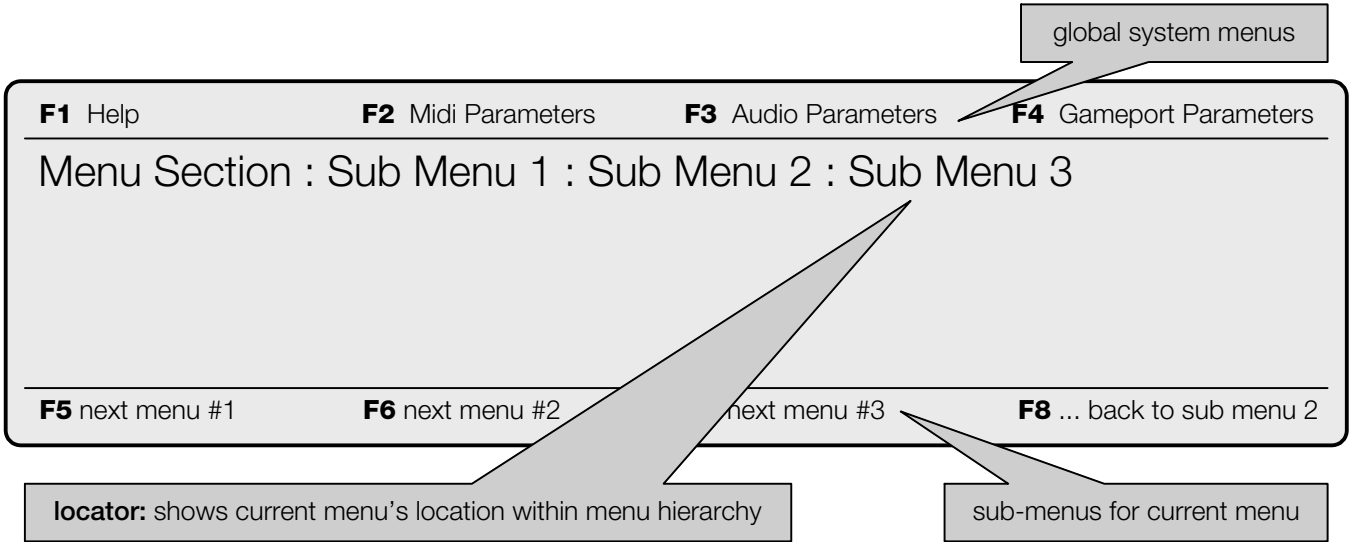 global system menus
F1 Help F2 Midi Parameters F3 Audio Parameters F4 Gameport Parameters
Menu Section : Sub Menu 1 : Sub Menu 2 : Sub Menu 3
F5 next menu #1 F6 next menu #2 next menu #3 F8 ... back to sub menu 2
locator: shows current menu’s location within menu hierarchy
sub-menus for current menu